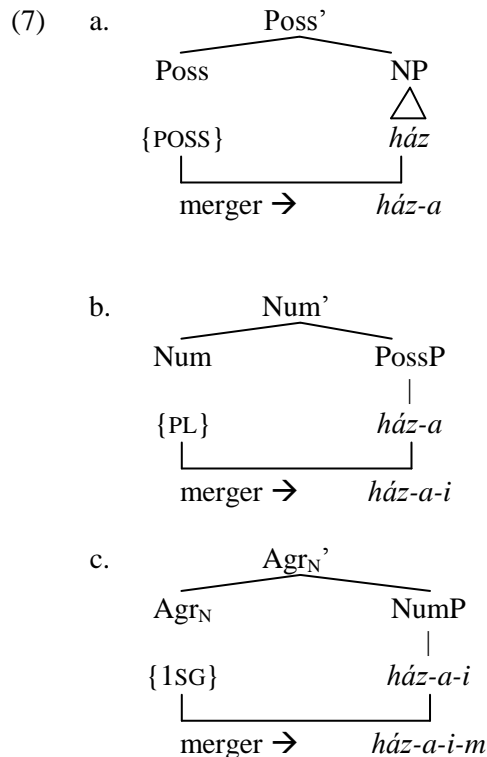 (7) a. Poss’
Poss NP
{POSS} ház
merger → ház-a
b. Num’
Num PossP
{PL} ház-a
merger → ház-a-i
c. AgrN’
AgrN NumP
{1SG} ház-a-i
merger → ház-a-i-m